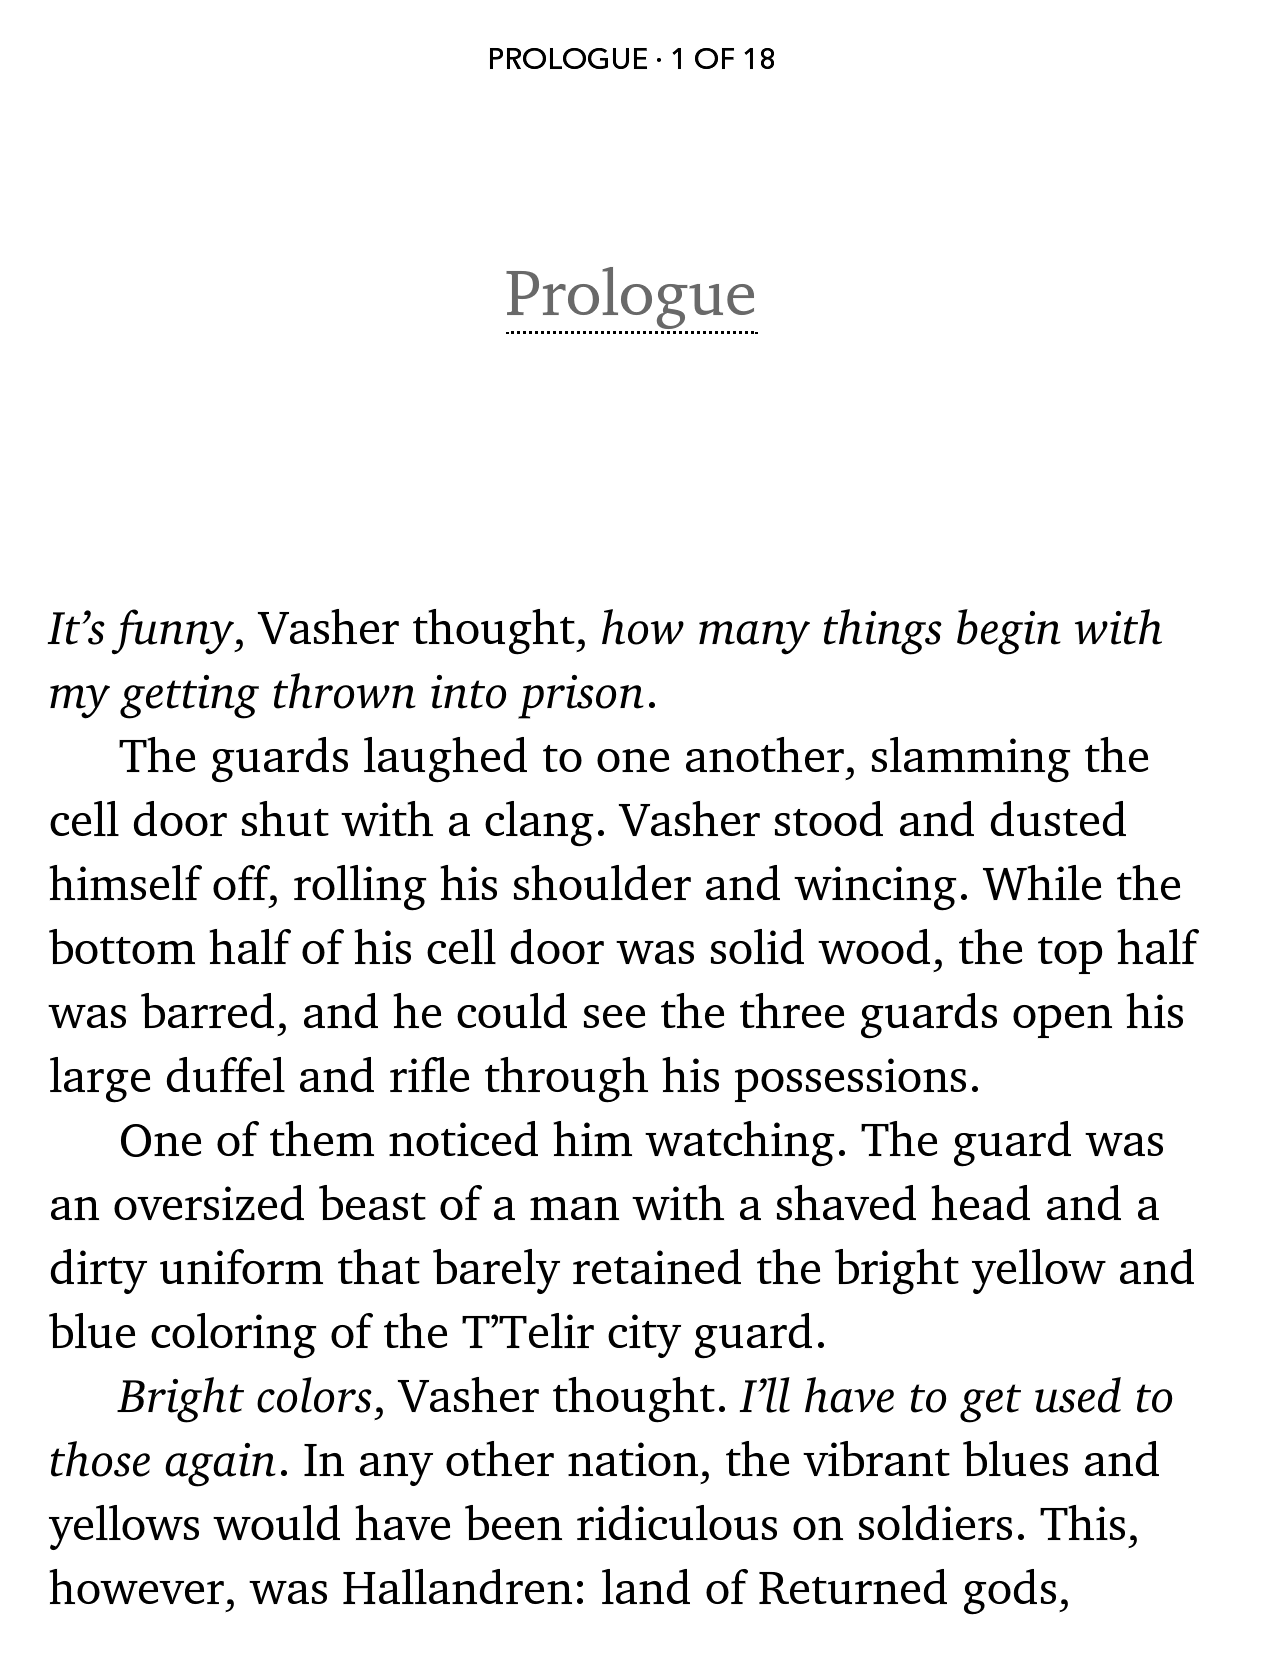 PROLOGUE · 1 OF 18
Prologue
It’s funny, Vasher thought, how many things begin with
my getting thrown into prison.
The guards laughed to one another, slamming the
cell door shut with a clang. Vasher stood and dusted
himself off, rolling his shoulder and wincing. While the
bottom half of his cell door was solid wood, the top half
was barred, and he could see the three guards open his
large duffel and rifle through his possessions.
One of them noticed him watching. The guard was
an oversized beast of a man with a shaved head and a
dirty uniform that barely retained the bright yellow and
blue coloring of the T’Telir city guard.
Bright colors, Vasher thought. I’ll have to get used to
those again. In any other nation, the vibrant blues and
yellows would have been ridiculous on soldiers. This,
however, was Hallandren: land of Returned gods,